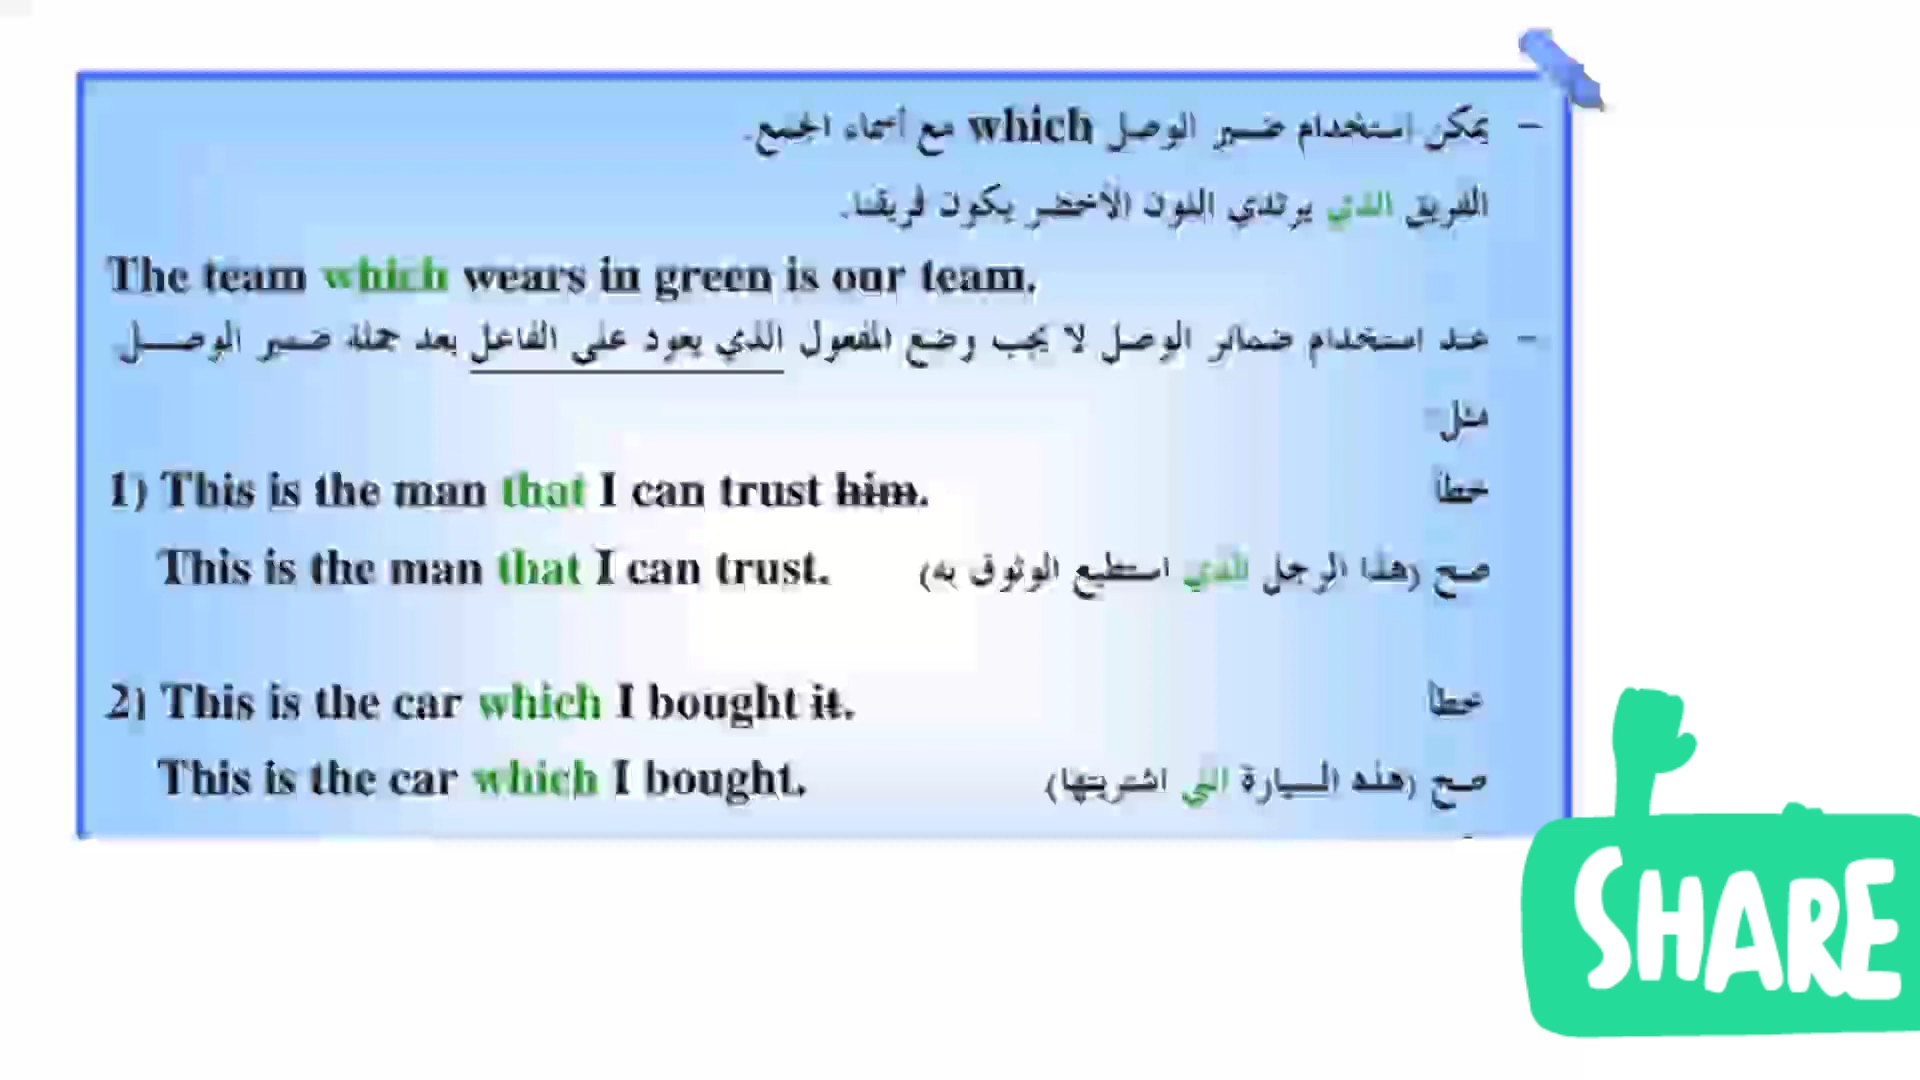 - يمكن استخدام ضمير الوصل which مع أسماء الجمع.
الفريق الذي يرتدي اللون الأخضر يكون فريقنا.
The team which wears in green is our team.
- عند استخدام ضمائر الوصل لا يجب وضع المفعول الذي يعود على الفاعل بعد جملة ضمير الوصل
مثل:
1) This is the man that I can trust him. خطأ
This is the man that I can trust. صح (هذا الرجل الذي استطيع الوثوق به)
2) This is the car which I bought it. خطأ
This is the car which I bought. صح (هذه السيارة التي اشتريتها)
SHARE